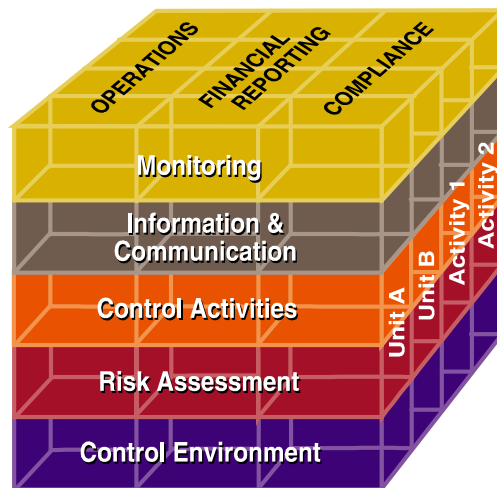 OPERATIONS
FINANCIAL
REPORTING
COMPLIANCE
Monitoring
Information &
Communication
Control Activities
Risk Assessment
Control Environment
Unit A
Unit B
Activity 1
Activity 2